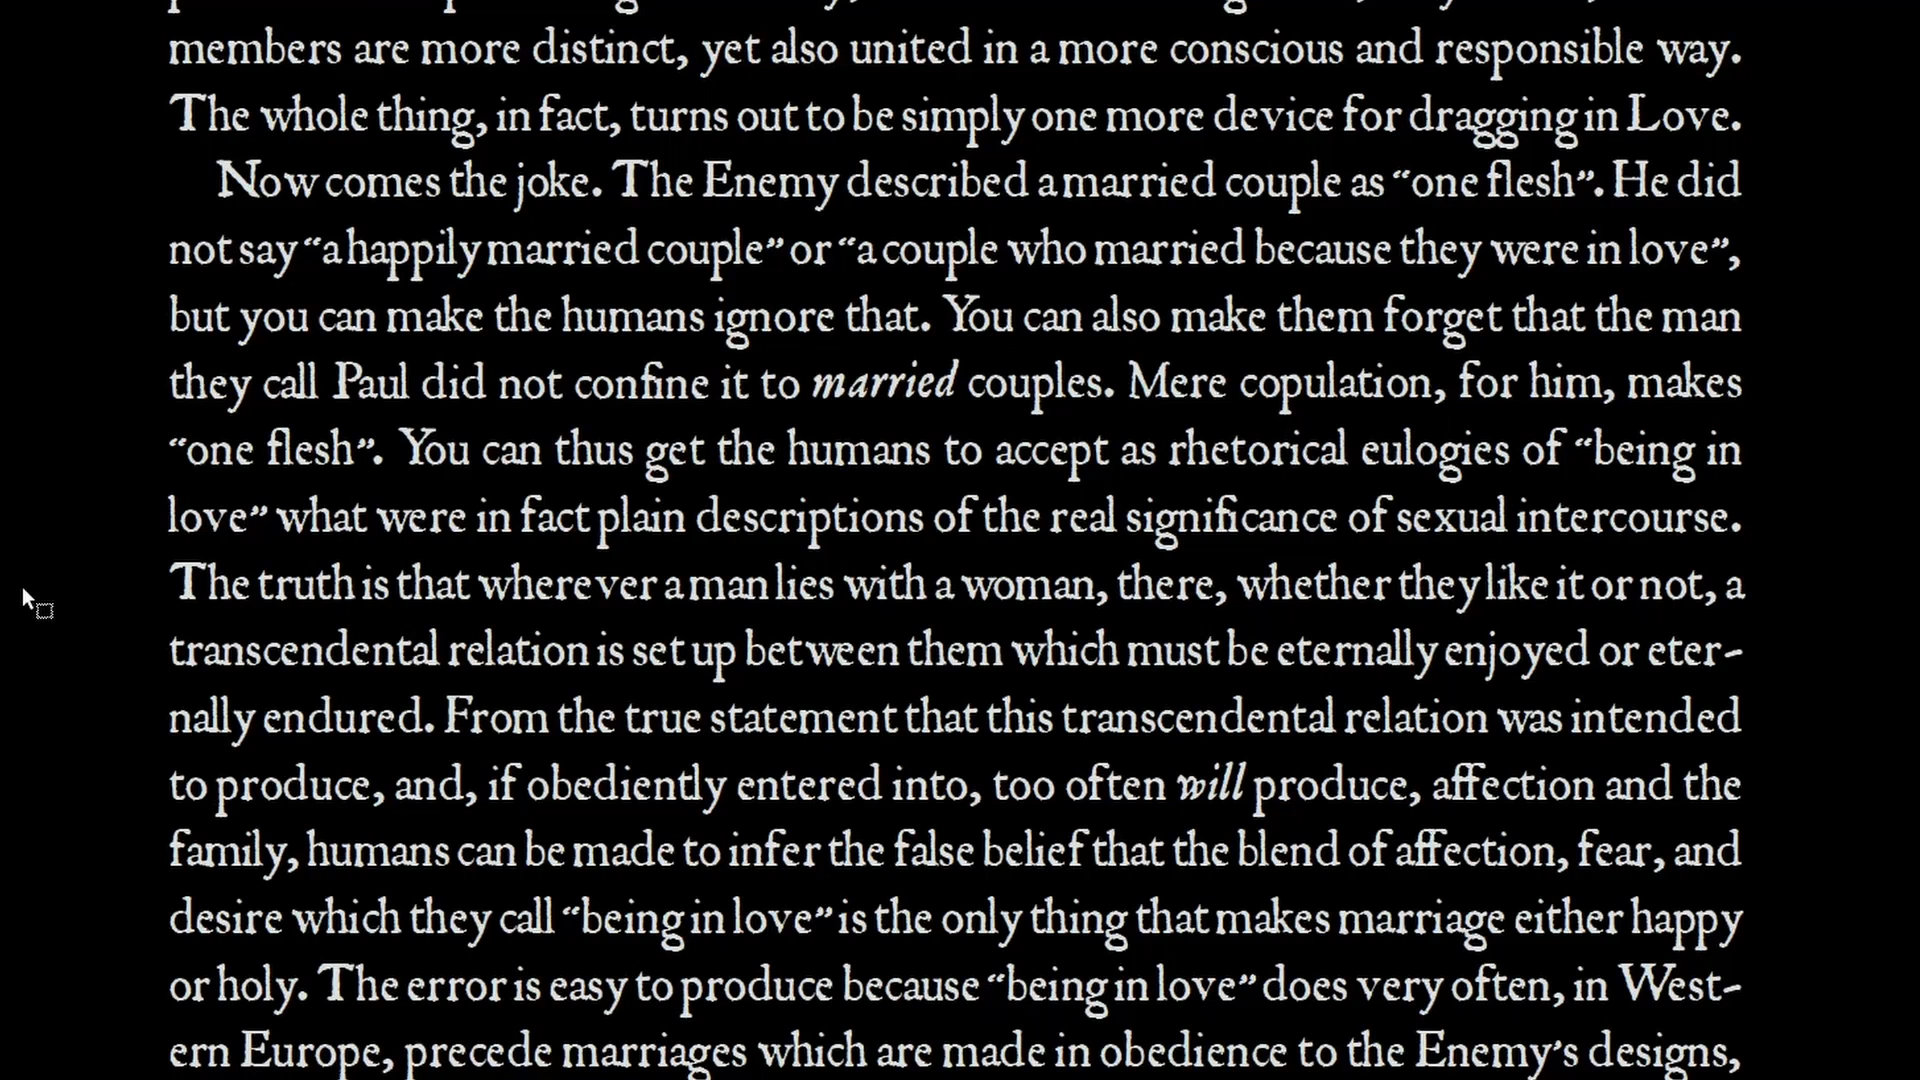 members are more distinct, yet also united in a more conscious and responsible way.
The whole thing, in fact, turns out to be simply one more device for dragging in Love.
Now comes the joke. The Enemy described a married couple as “one flesh”. He did
not say “a happily married couple” or “a couple who married because they were in love”,
but you can make the humans ignore that. You can also make them forget that the man
they call Paul did not confine it to married couples. Mere copulation, for him, makes
“one flesh”. You can thus get the humans to accept as rhetorical eulogies of “being in
love” what were in fact plain descriptions of the real significance of sexual intercourse.
The truth is that wherever a man lies with a woman, there, whether they like it or not, a
transcendental relation is set up between them which must be eternally enjoyed or eter-
nally endured. From the true statement that this transcendental relation was intended
to produce, and, if obediently entered into, too often will produce, affection and the
family, humans can be made to infer the false belief that the blend of affection, fear, and
desire which they call “being in love” is the only thing that makes marriage either happy
or holy. The error is easy to produce because “being in love” does very often, in West-
ern Europe, precede marriages which are made in obedience to the Enemy’s designs,